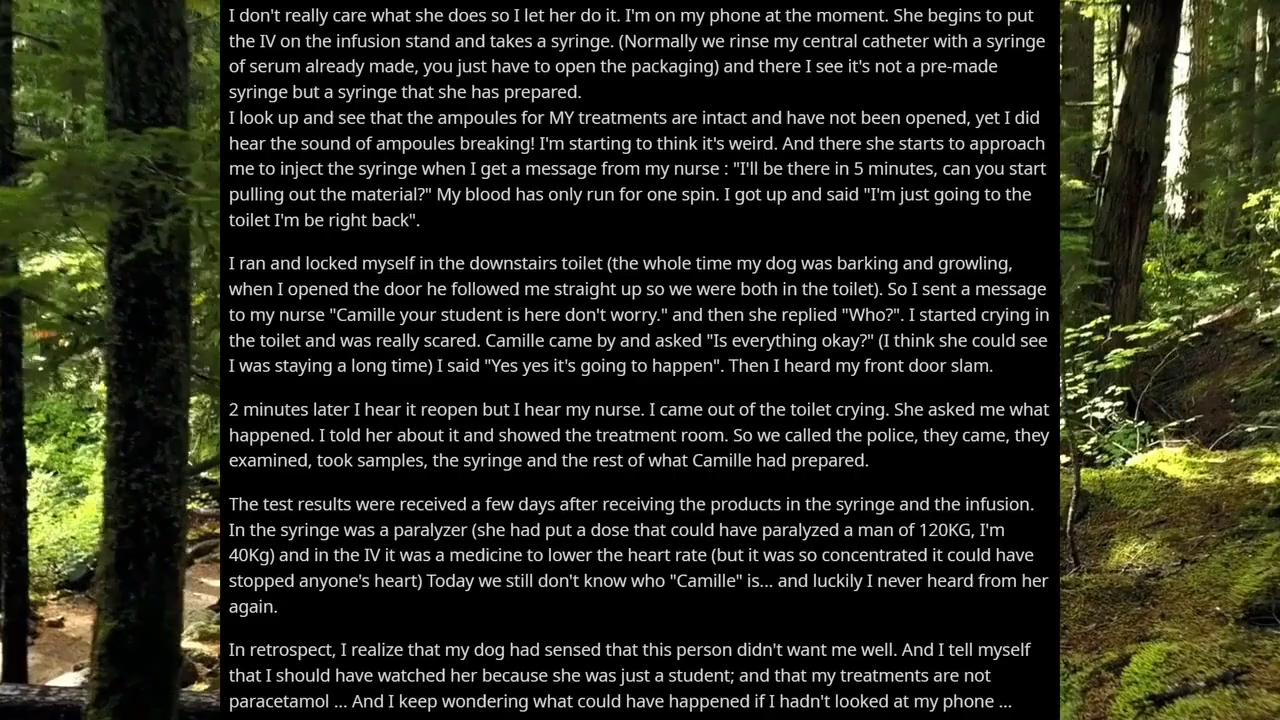 I don't really care what she does so I let her do it. I'm on my phone at the moment. She begins to put
the IV on the infusion stand and takes a syringe. (Normally we rinse my central catheter with a syringe
of serum already made, you just have to open the packaging) and there I see it's not a pre-made
syringe but a syringe that she has prepared.
I look up and see that the ampoules for MY treatments are intact and have not been opened, yet I did
hear the sound of ampoules breaking! I'm starting to think it's weird. And there she starts to approach
me to inject the syringe when I get a message from my nurse : "I'll be there in 5 minutes, can you start
pulling out the material?" My blood has only run for one spin. I got up and said "I'm just going to the
toilet I'm be right back".
I ran and locked myself in the downstairs toilet (the whole time my dog was barking and growling,
when I opened the door he followed me straight up so we were both in the toilet). So I sent a message
to my nurse "Camille your student is here don't worry." and then she replied "Who?". I started crying in
the toilet and was really scared. Camille came by and asked "Is everything okay?" (I think she could see
I was staying a long time) I said "Yes yes it's going to happen". Then I heard my front door slam.
2 minutes later I hear it reopen but I hear my nurse. I came out of the toilet crying. She asked me what
happened. I told her about it and showed the treatment room. So we called the police, they came, they
examined, took samples, the syringe and the rest of what Camille had prepared.
The test results were received a few days after receiving the products in the syringe and the infusion.
In the syringe was a paralyzer (she had put a dose that could have paralyzed a man of 120KG, I'm
40Kg) and in the IV it was a medicine to lower the heart rate (but it was so concentrated it could have
stopped anyone's heart) Today we still don't know who "Camille" is... and luckily I never heard from her
again.
In retrospect, I realize that my dog had sensed that this person didn't want me well. And I tell myself
that I should have watched her because she was just a student; and that my treatments are not
paracetamol ... And I keep wondering what could have happened if I hadn't looked at my phone ...